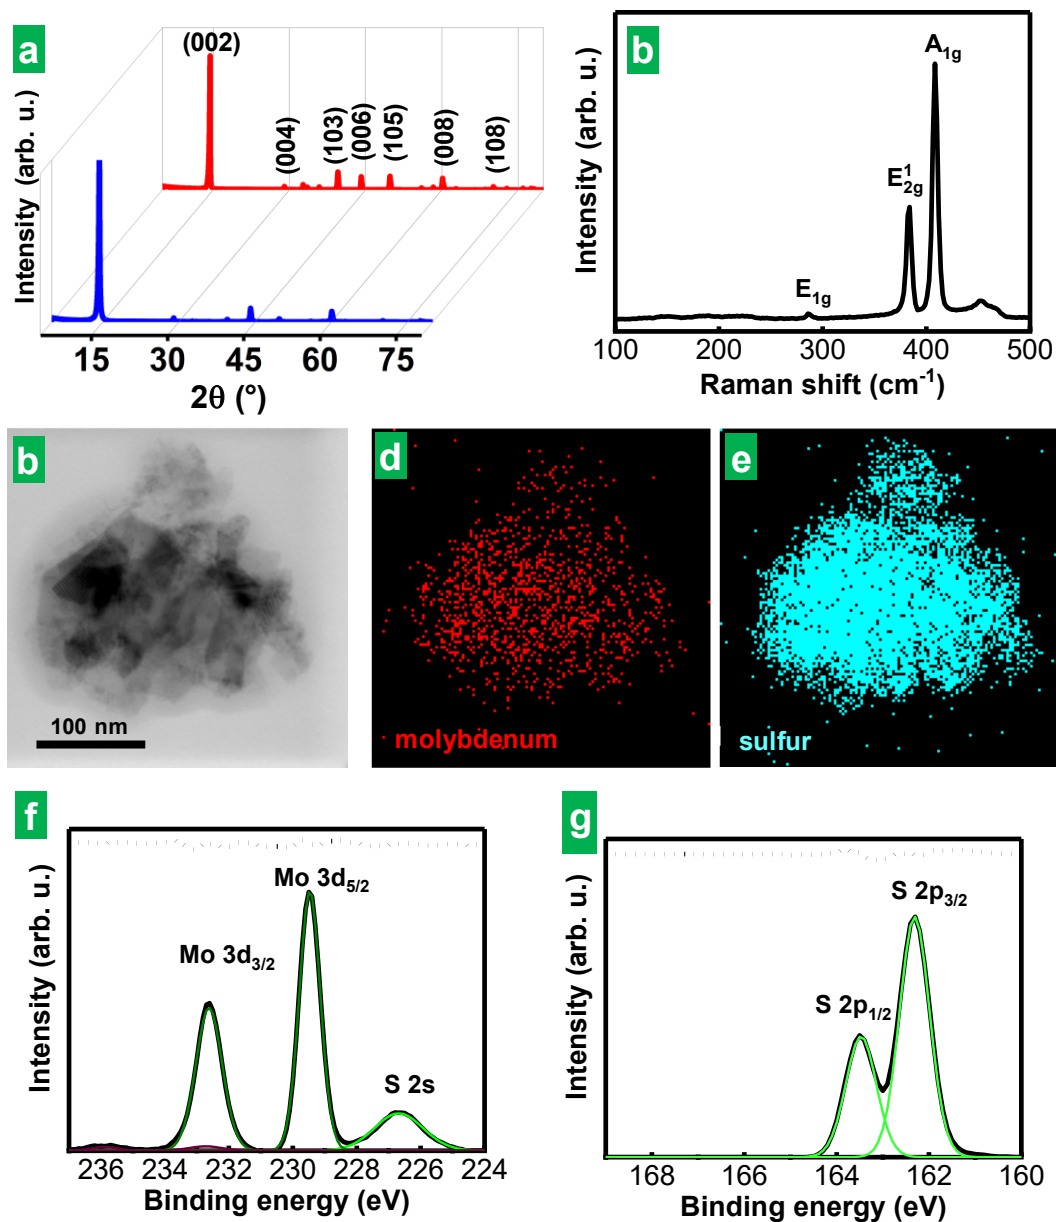 a
(002)
(004)
(103)
(006)
(105)
(008)
(108)
Intensity (arb. u.)
15 30 45 60 75
2θ (°)
b
A1g
E12g
E1g
Intensity (arb. u.)
100 200 300 400 500
Raman shift (cm-1)
b
100 nm
d
molybdenum
e
sulfur
f
Mo 3d5/2
Mo 3d3/2
S 2s
Intensity (arb. u.)
236 234 232 230 228 226 224
Binding energy (eV)
g
S 2p3/2
S 2p1/2
Intensity (arb. u.)
168 166 164 162 160
Binding energy (eV)